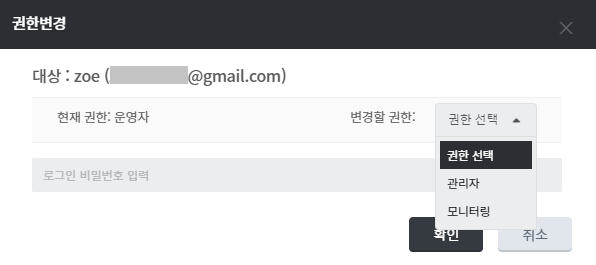 권한변경
대상 : zoe ( @gmail.com)
현재 권한: 운영자 변경할 권한: 권한 선택
권한 선택
관리자
모니터링
로그인 비밀번호 입력
확인 취소